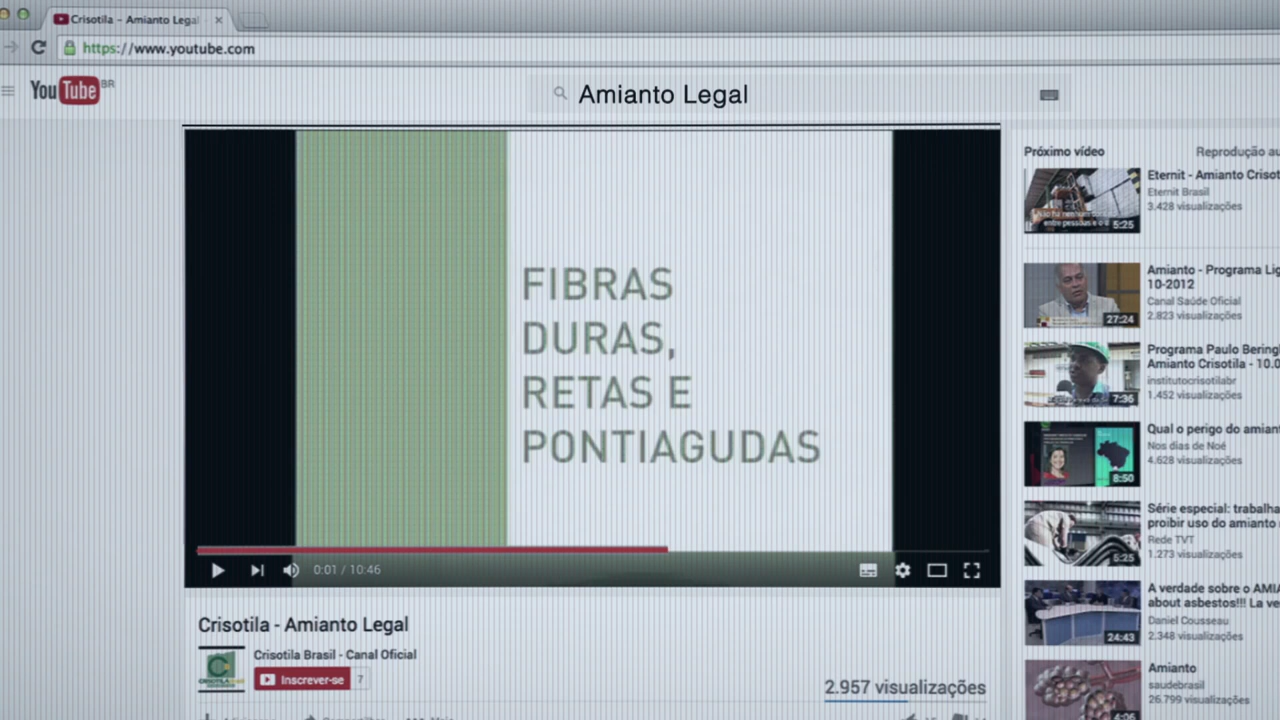 Crisotila – Amianto Legal
https://www.youtube.com
YouTube BR
Amianto Legal
FIBRAS
DURAS,
RETAS E
PONTIAGUDAS
0:01 / 10:46
Crisotila - Amianto Legal
Crisotila Brasil - Canal Oficial
Inscrever-se 7
2.957 visualizações
Próximo vídeo
Reprodução au
Eternit - Amianto Crisot
Eternit Brasil
3.428 visualizações
5:25
Amianto - Programa Lig
10-2012
Canal Saúde Oficial
2.823 visualizações
27:24
Programa Paulo Bering
Amianto Crisotila - 10.0
institutocrisotilabr
1.452 visualizações
7:36
Qual o perigo do amian
Nos dias de Noé
4.628 visualizações
8:50
Série especial: trabalha
proibir uso do amianto
Rede TVT
1.273 visualizações
5:25
A verdade sobre o AMIA
about asbestos!!! La ve
Daniel Cousseau
2.348 visualizações
24:43
Amianto
saudebrasil
26.799 visualizações
4:06